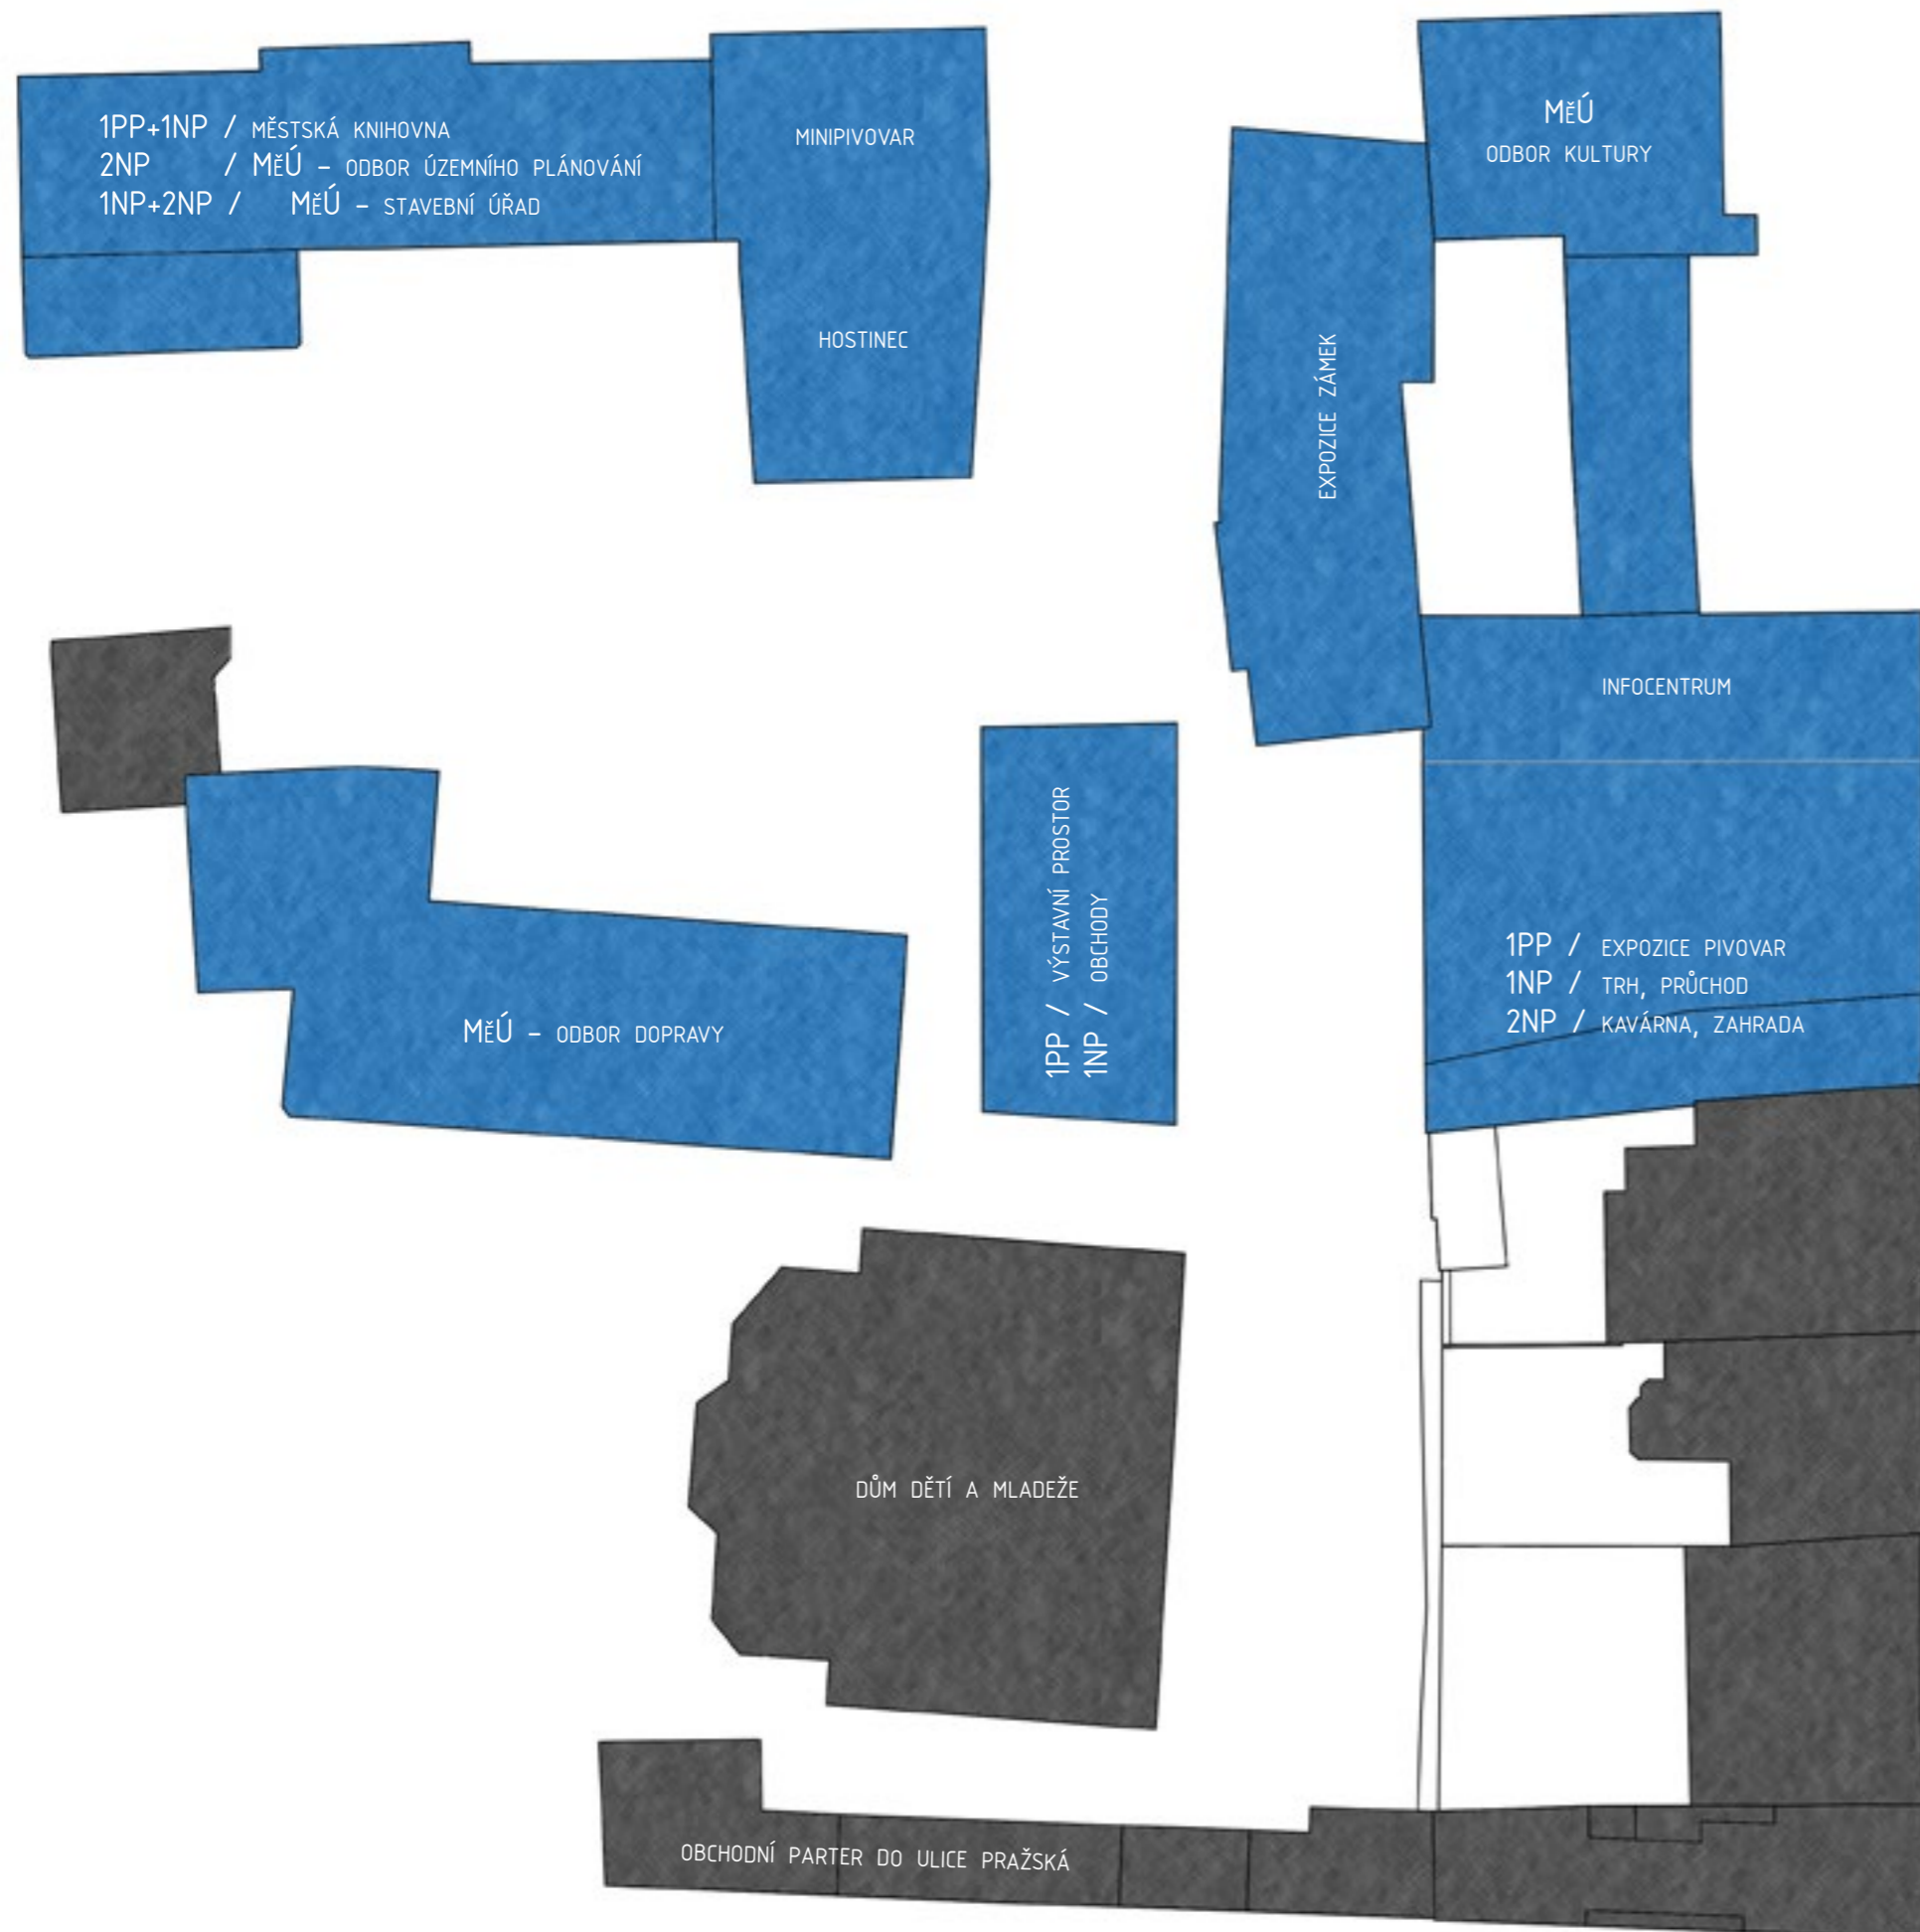 1PP+1NP / MĚSTSKÁ KNIHOVNA
2NP / MĚÚ - ODBOR ÚZEMNÍHO PLÁNOVÁNÍ
1NP+2NP / MĚÚ - STAVEBNÍ ÚŘAD
MINIPIVOVAR
HOSTINEC
MĚÚ
ODBOR KULTURY
EXPOZICE ZÁMEK
INFOCENTRUM
1PP / VÝSTAVNÍ PROSTOR
1NP / OBCHODY
1PP / EXPOZICE PIVOVAR
1NP / TRH, PRŮCHOD
2NP / KAVÁRNA, ZAHRADA
MĚÚ - ODBOR DOPRAVY
DŮM DĚTÍ A MLADEŽE
OBCHODNÍ PARTER DO ULICE PRAŽSKÁ